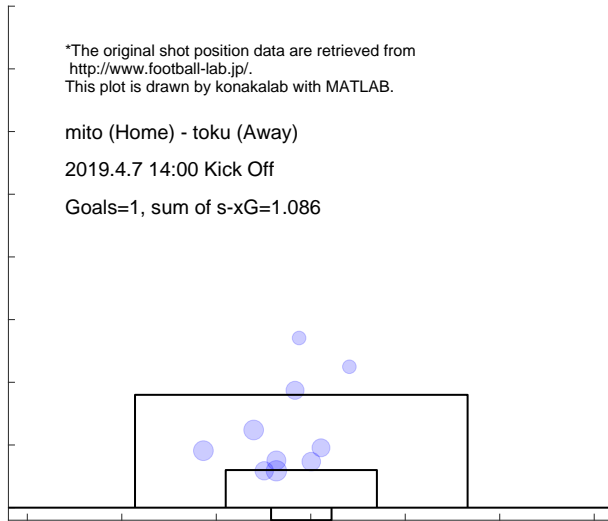 *The original shot position data are retrieved from
http://www.football-lab.jp/.
This plot is drawn by konakalab with MATLAB.
mito (Home) - toku (Away)
2019.4.7 14:00 Kick Off
Goals=1, sum of s-xG=1.086